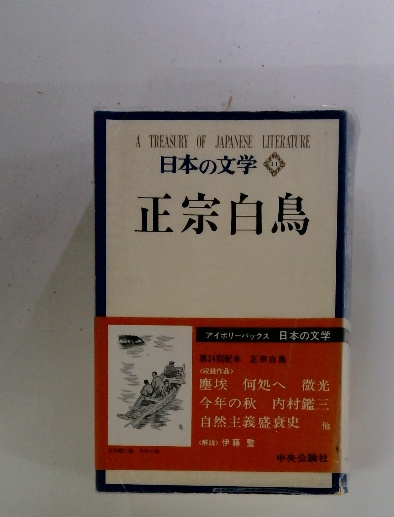 A TREASURY OF JAPANESE LITERATURE
日本の文学 11
正宗白鳥
アイボリーバックス 日本の文学
第24回配本 正宗白鳥
〈収録作品〉
塵埃 何処へ 微光
今年の秋 内村鑑三
自然主義盛衰史 他
〈解説〉伊藤 整
中央公論社